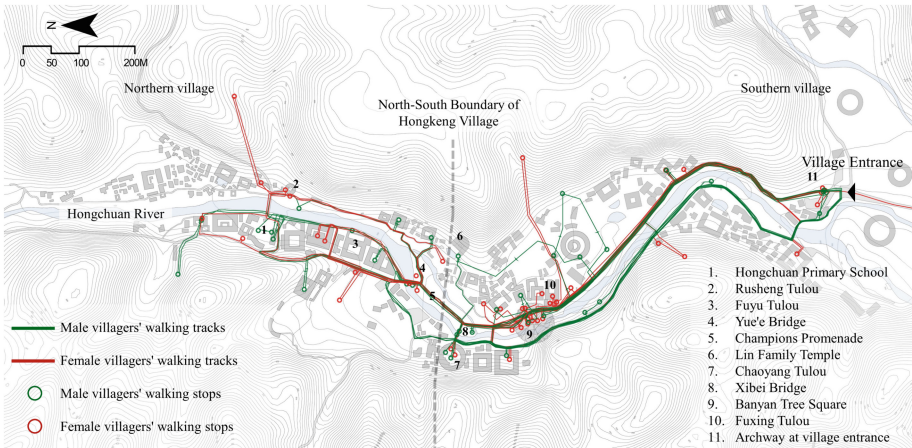 N
0 50 100 200M
Northern village
North-South Boundary of
Hongkeng Village
Southern village
Village Entrance
11
2
Hongchuan River
1
3
6
4
5
10
8
9
7
Male villagers' walking tracks
Female villagers' walking tracks
Male villagers' walking stops
Female villagers' walking stops
1. Hongchuan Primary School
2. Rusheng Tulou
3. Fuyu Tulou
4. Yue'e Bridge
5. Champions Promenade
6. Lin Family Temple
7. Chaoyang Tulou
8. Xibei Bridge
9. Banyan Tree Square
10. Fuxing Tulou
11. Archway at village entrance